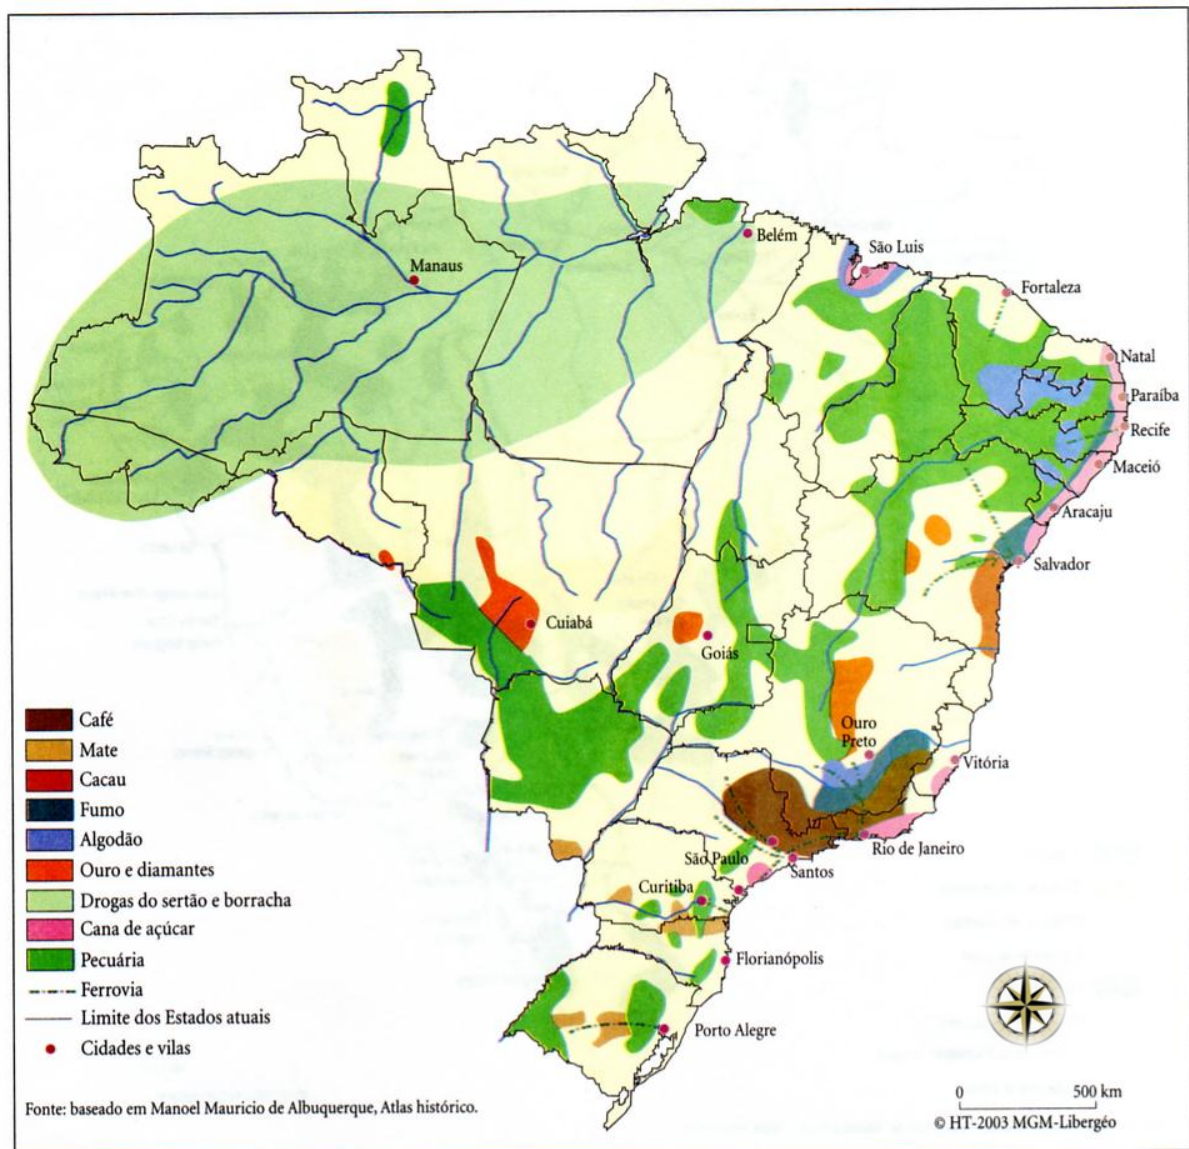 Belém
São Luis
Manaus
Fortaleza
Natal
Paraíba
Recife
Maceió
Aracaju
Salvador
Cuiabá
Goiás
Ouro
Preto
Vitória
Rio de Janeiro
São Paulo
Santos
Curitiba
Florianópolis
Porto Alegre
Café
Mate
Cacau
Fumo
Algodão
Ouro e diamantes
Drogas do sertão e borracha
Cana de açúcar
Pecuária
Ferrovia
Limite dos Estados atuais
Cidades e vilas
Fonte: baseado em Manoel Mauricio de Albuquerque, Atlas histórico.
0 500 km
© HT-2003 MGM-Libergéo